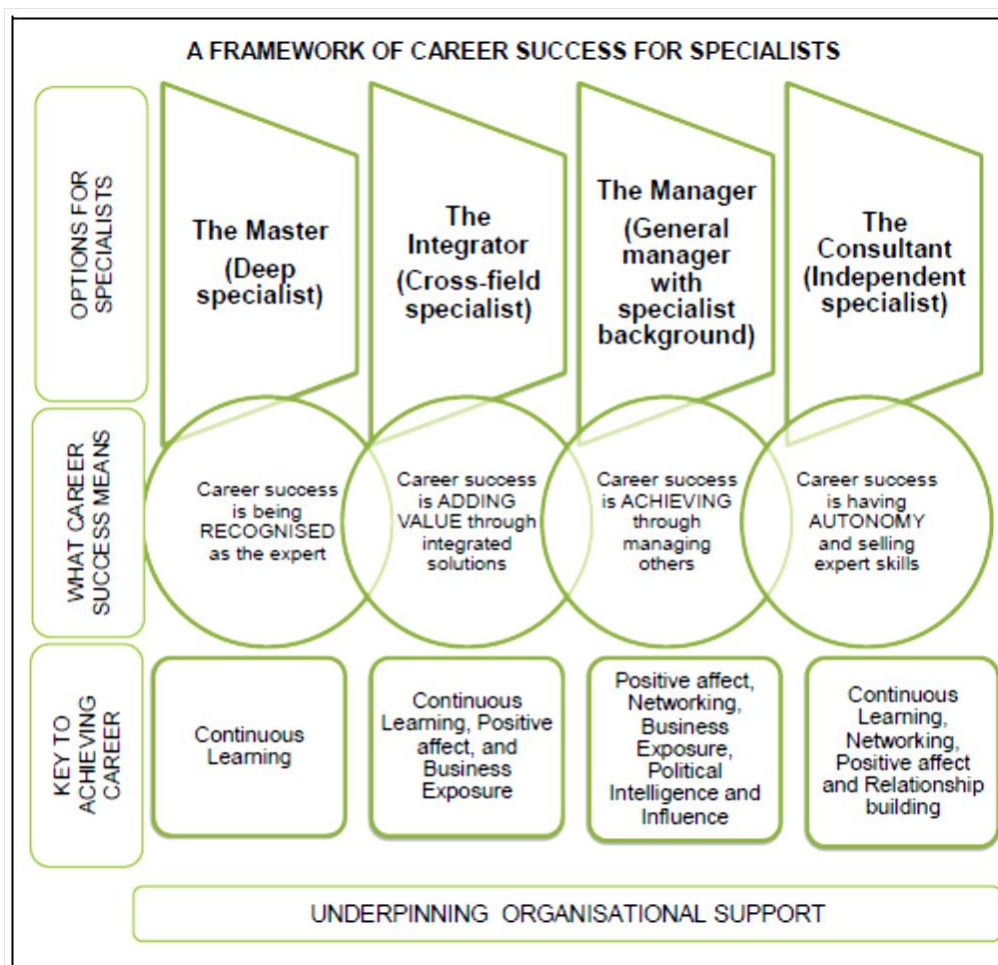 A FRAMEWORK OF CAREER SUCCESS FOR SPECIALISTS
OPTIONS FOR
SPECIALISTS
The Master
(Deep
specialist)
The
Integrator
(Cross-field
specialist)
The Manager
(General
manager
with
specialist
background)
The
Consultant
(Independent
specialist)
WHAT CAREER
SUCCESS MEANS
Career success
is being
RECOGNISED
as the expert
Career success
is ADDING
VALUE through
integrated
solutions
Career success
is ACHIEVING
through
managing
others
Career success
is having
AUTONOMY
and selling
expert skills
KEY TO
ACHIEVING
CAREER
Continuous
Learning
Continuous
Learning, Positive
affect, and
Business
Exposure
Positive affect,
Networking,
Business
Exposure,
Political
Intelligence and
Influence
Continuous
Learning,
Networking,
Positive affect
and Relationship
building
UNDERPINNING ORGANISATIONAL SUPPORT